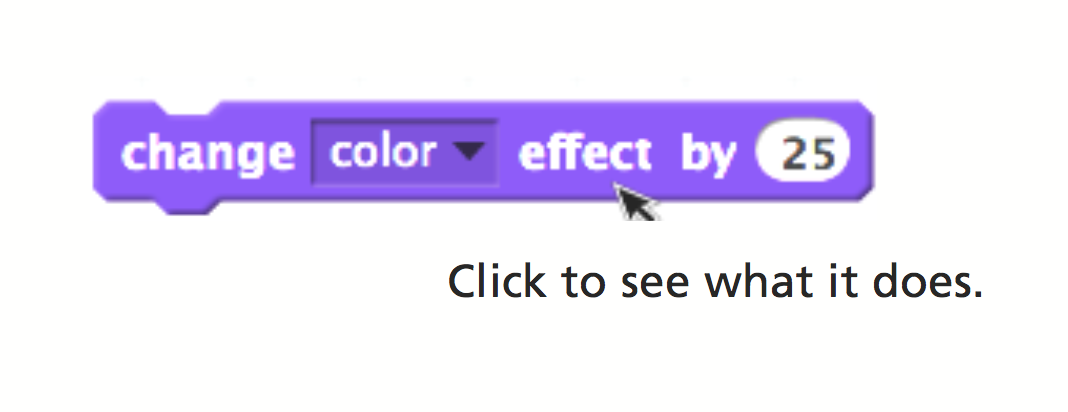 change color effect by 25
Click to see what it does.